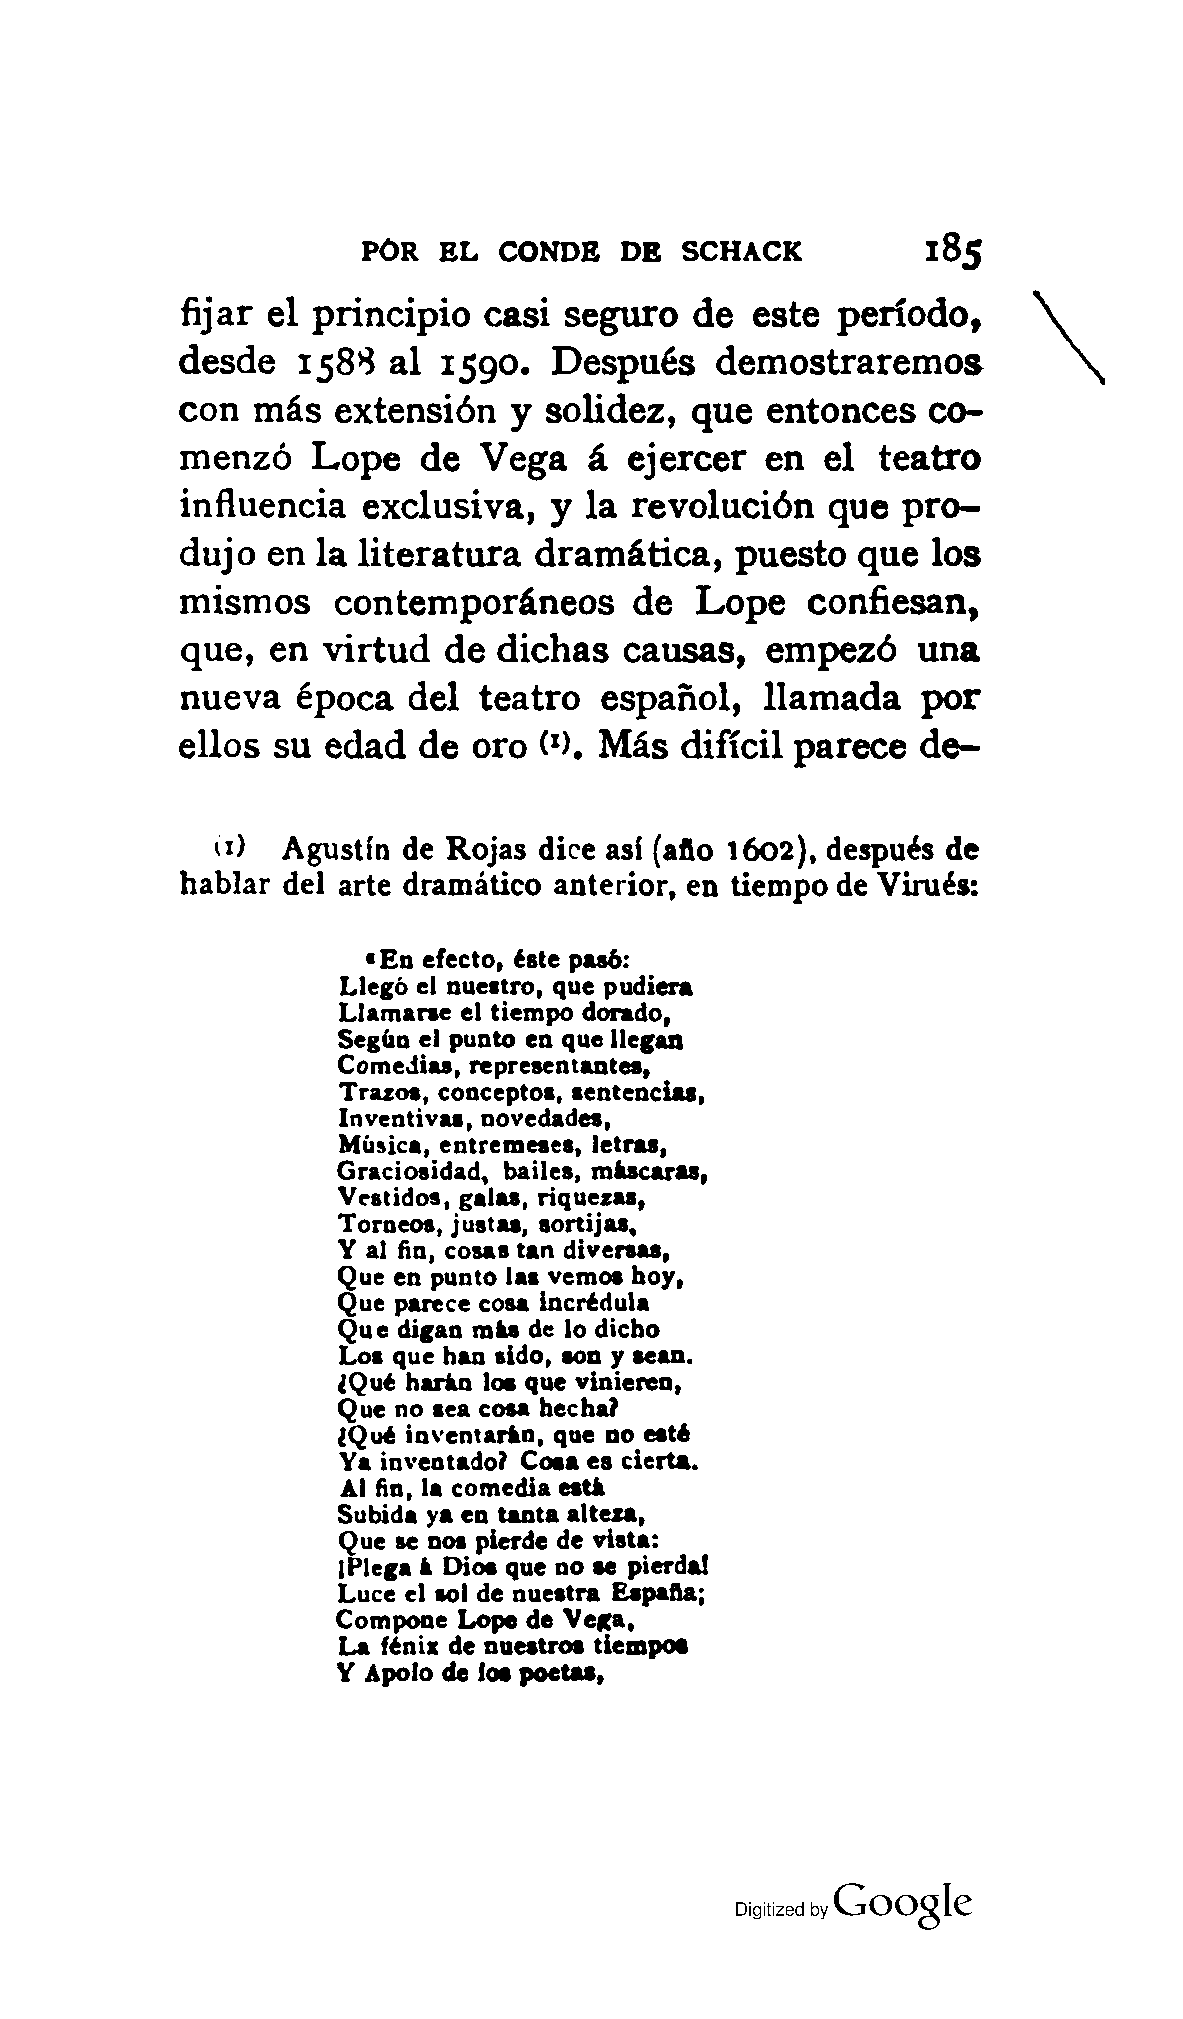 PÓR EL CONDE DE SCHACK 185
fijar el principio casi seguro de este período,
desde 1588 al 1590. Después demostraremos
con más extensión y solidez, que entonces co-
menzó Lope de Vega á ejercer en el teatro
influencia exclusiva, y la revolución que pro-
dujo en la literatura dramática, puesto que los
mismos contemporáneos de Lope confiesan,
que, en virtud de dichas causas, empezó una
nueva época del teatro español, llamada por
ellos su edad de oro (1). Más difícil parece de-
(1) Agustín de Rojas dice así (año 1602), después de
hablar del arte dramático anterior, en tiempo de Virués:
«En efecto, éste pasó:
Llegó el nuestro, que pudiera
Llamarse el tiempo dorado,
Según el punto en que llegan
Comedias, representantes,
Trazos, conceptos, sentencias,
Inventivas, novedades,
Música, entremeses, letras,
Graciosidad, bailes, máscaras,
Vestidos, galas, riquezas,
Torneos, justas, sortijas,
Y al fin, cosas tan diversas,
Que en punto las vemos hoy,
Que parece cosa incrédula
Que digan más de lo dicho
Los que han sido, son y sean.
¿Qué harán los que vinieren,
Que no sea cosa hecha?
¿Qué inventarán, que no esté
Ya inventado? Cosa es cierta.
Al fin, la comedia está
Subida ya en tanta alteza,
Que se nos pierde de vista:
¡Plega á Dios que no se pierda!
Luce el sol de nuestra España;
Compone Lope de Vega,
La fénix de nuestros tiempos
Y Apolo de los poetas,
Digitized by Google